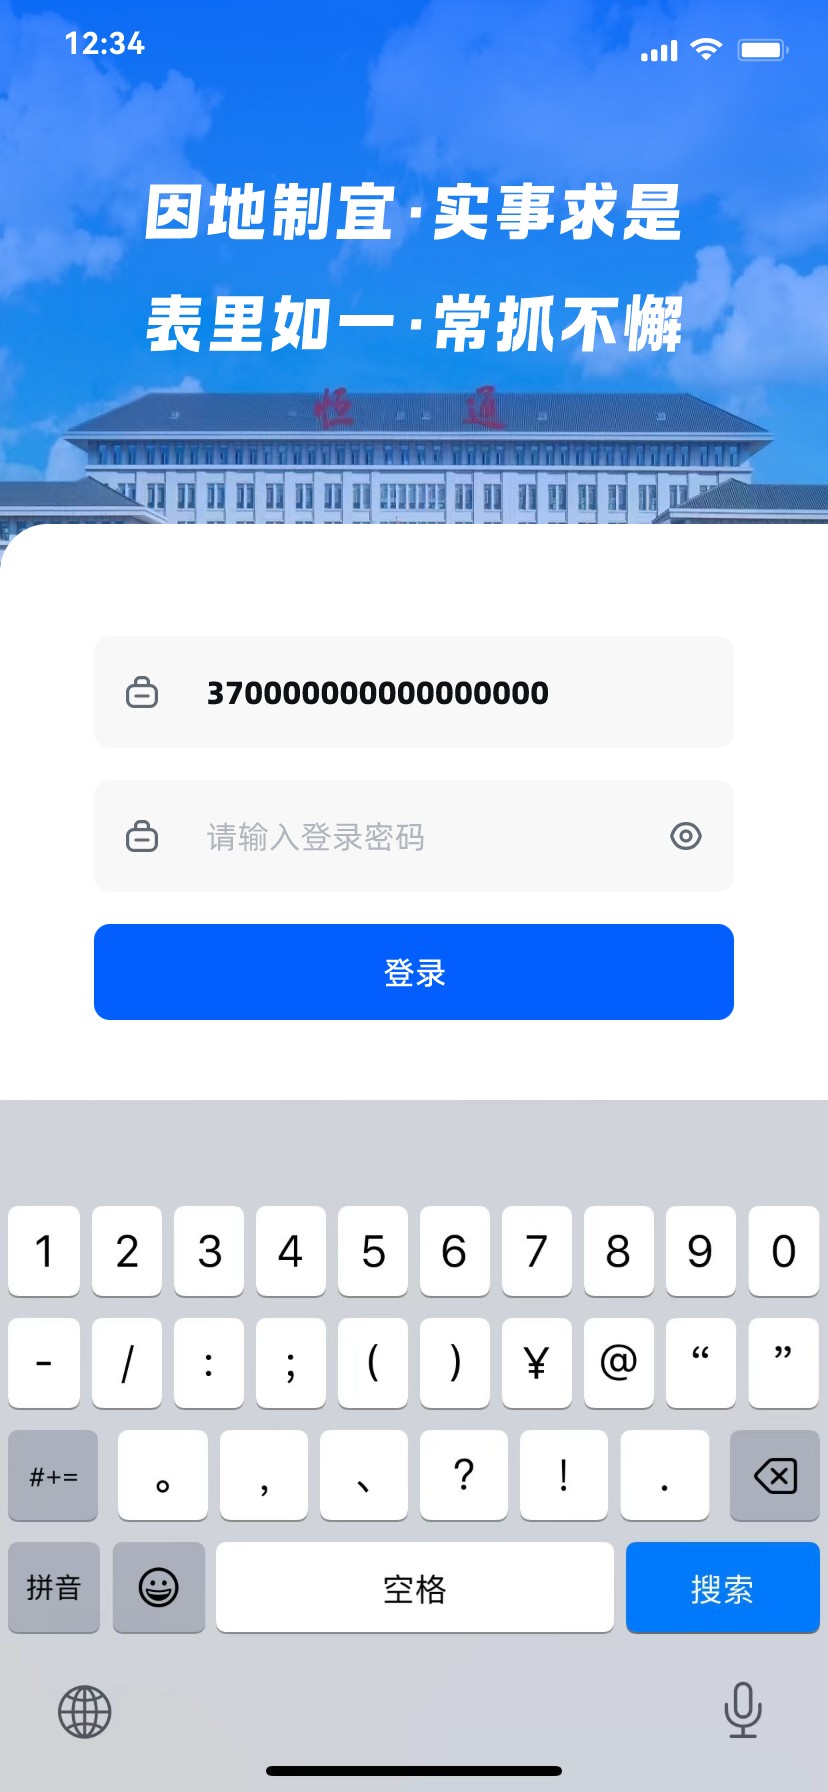 12:34
因地制宜·实事求是
表里如一·常抓不懈
恒 通
370000000000000000
请输入登录密码
登录
1 2 3 4 5 6 7 8 9 0
- / : ; ( ) ¥ @ “ ”
#+= 。 , 、 ? ! .
拼音 空格 搜索